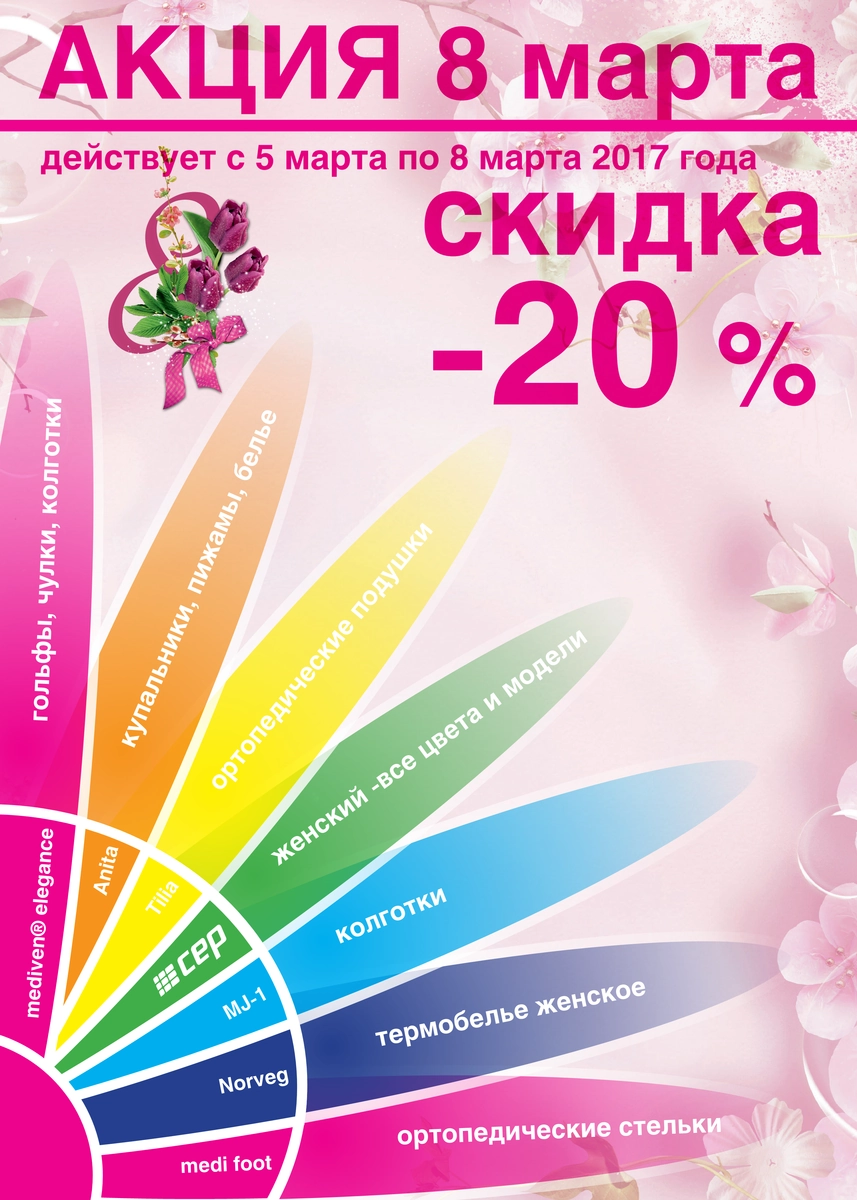 АКЦИЯ 8 марта
действует с 5 марта по 8 марта 2017 года
скидка
-20 %
гольфы, чулки, колготки
mediven® elegance
купальники, пижамы, белье
Anita
ортопедические подушки
Tilia
женский -все цвета и модели
cep
колготки
MJ-1
термобелье женское
Norveg
ортопедические стельки
medi foot